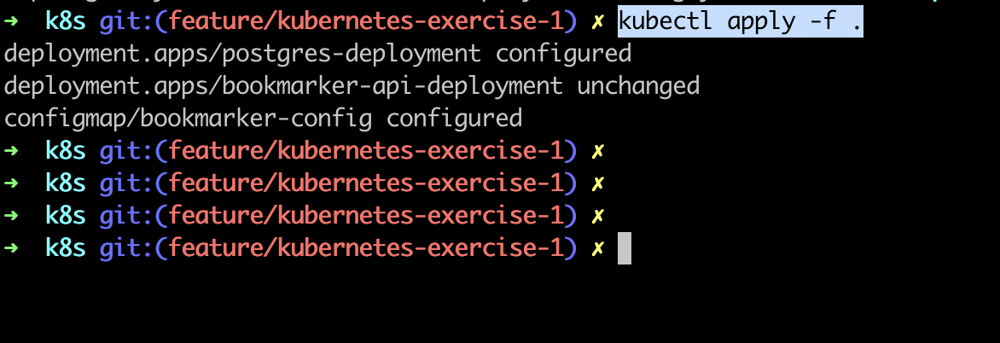 ➜  k8s git:(feature/kubernetes-exercise-1) ✗ kubectl apply -f .
deployment.apps/postgres-deployment configured
deployment.apps/bookmarker-api-deployment unchanged
configmap/bookmarker-config configured
➜  k8s git:(feature/kubernetes-exercise-1) ✗
➜  k8s git:(feature/kubernetes-exercise-1) ✗
➜  k8s git:(feature/kubernetes-exercise-1) ✗
➜  k8s git:(feature/kubernetes-exercise-1) ✗